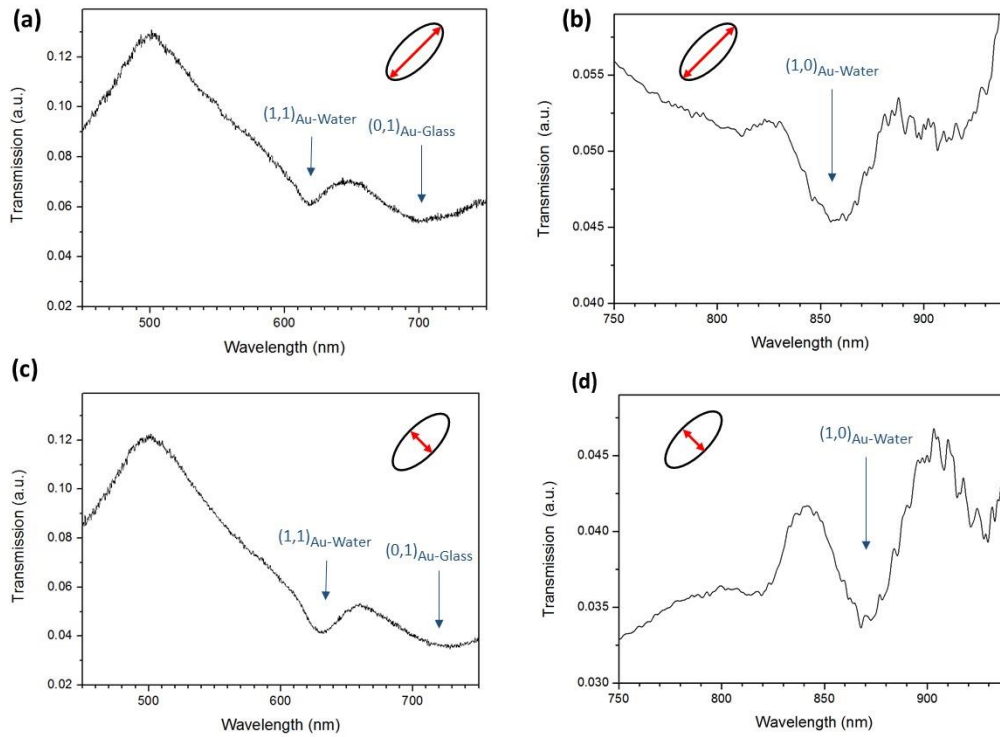 (a)
0.12
0.10
0.08
0.06
0.04
0.02
Transmission (a.u.)
(1,1)Au-Water
(0,1)Au-Glass
500
600
700
Wavelength (nm)
(b)
0.055
0.050
0.045
0.040
Transmission (a.u.)
(1,0)Au-Water
750
800
850
900
Wavelength (nm)
(c)
0.12
0.10
0.08
0.06
0.04
0.02
Transmission (a.u.)
(1,1)Au-Water
(0,1)Au-Glass
500
600
700
Wavelength (nm)
(d)
0.045
0.040
0.035
0.030
Transmission (a.u.)
(1,0)Au-Water
750
800
850
900
Wavelength (nm)